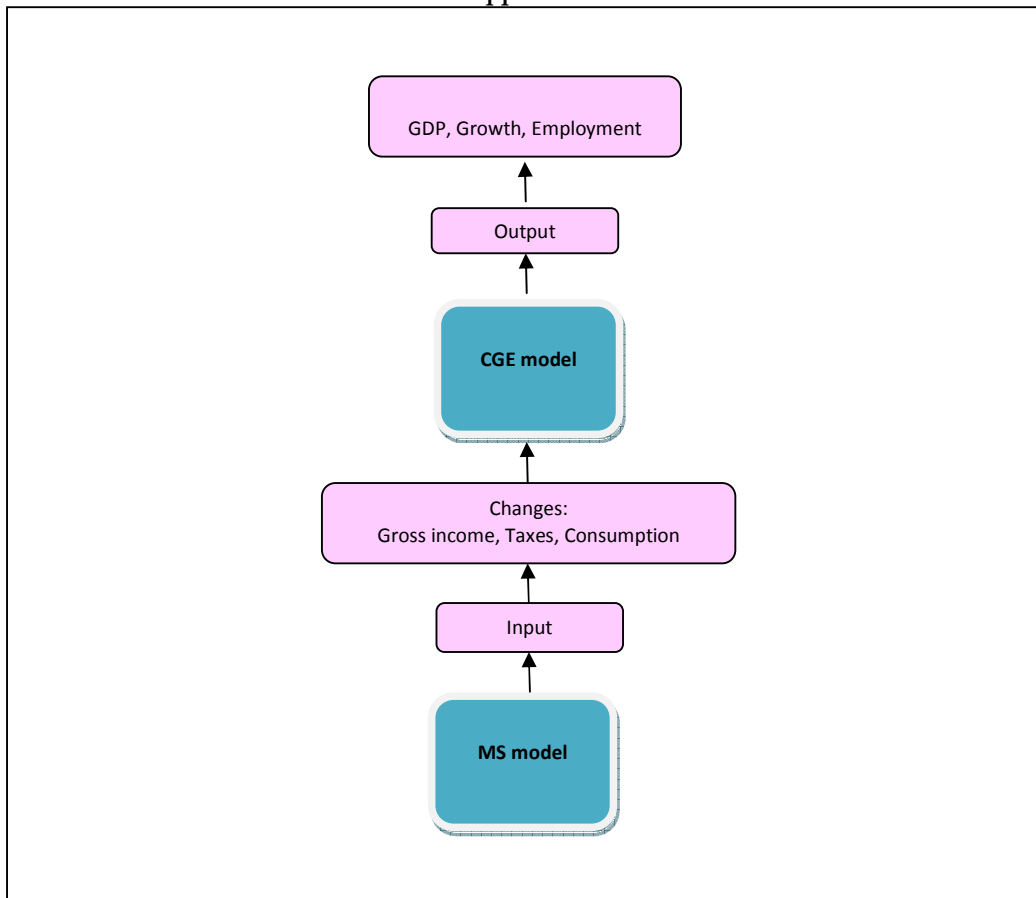 GDP, Growth, Employment
Output
CGE model
Changes:
Gross income, Taxes, Consumption
Input
MS model